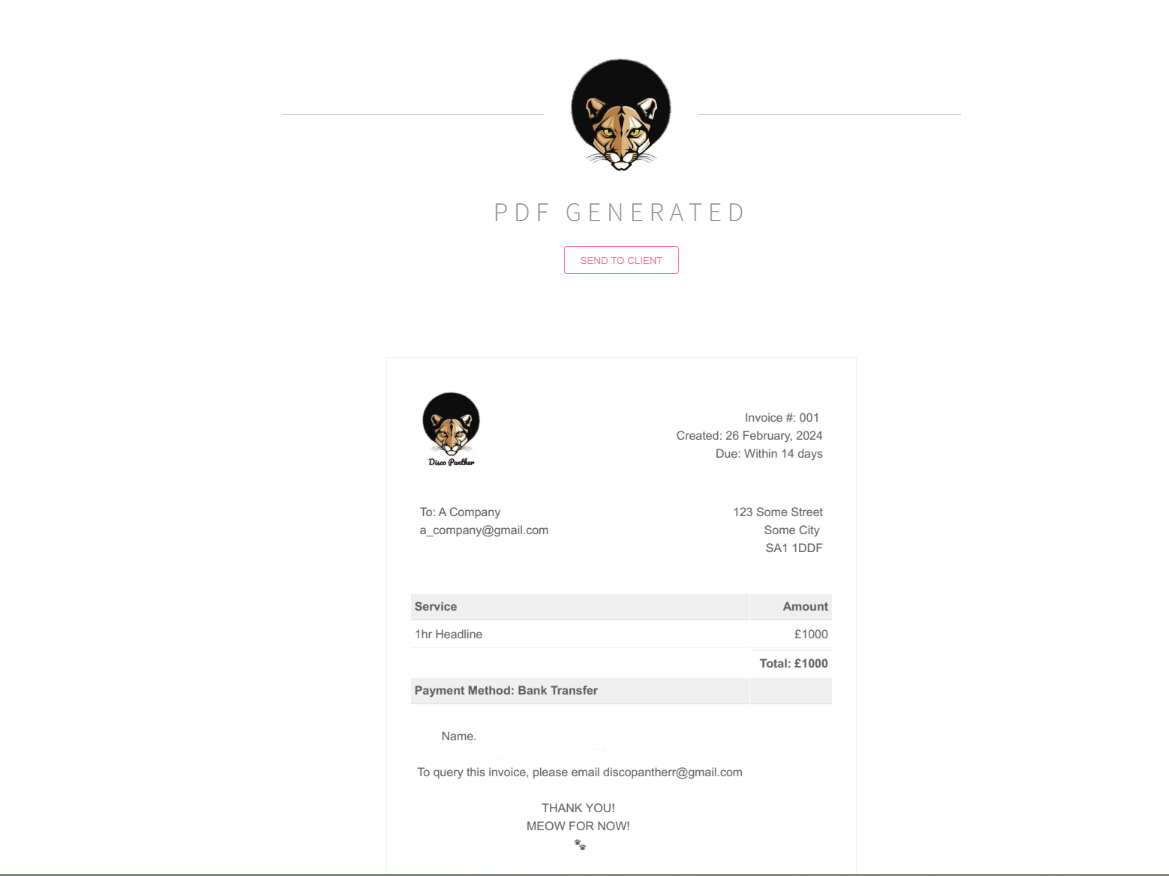 PDF GENERATED
SEND TO CLIENT
Disco Panther
Invoice #: 001
Created: 26 February, 2024
Due: Within 14 days
To: A Company
a_company@gmail.com
123 Some Street
Some City
SA1 1DDF
Service Amount
1hr Headline £1000
Total: £1000
Payment Method: Bank Transfer
Name.
To query this invoice, please email discopantherr@gmail.com
THANK YOU!
MEOW FOR NOW!
🐾